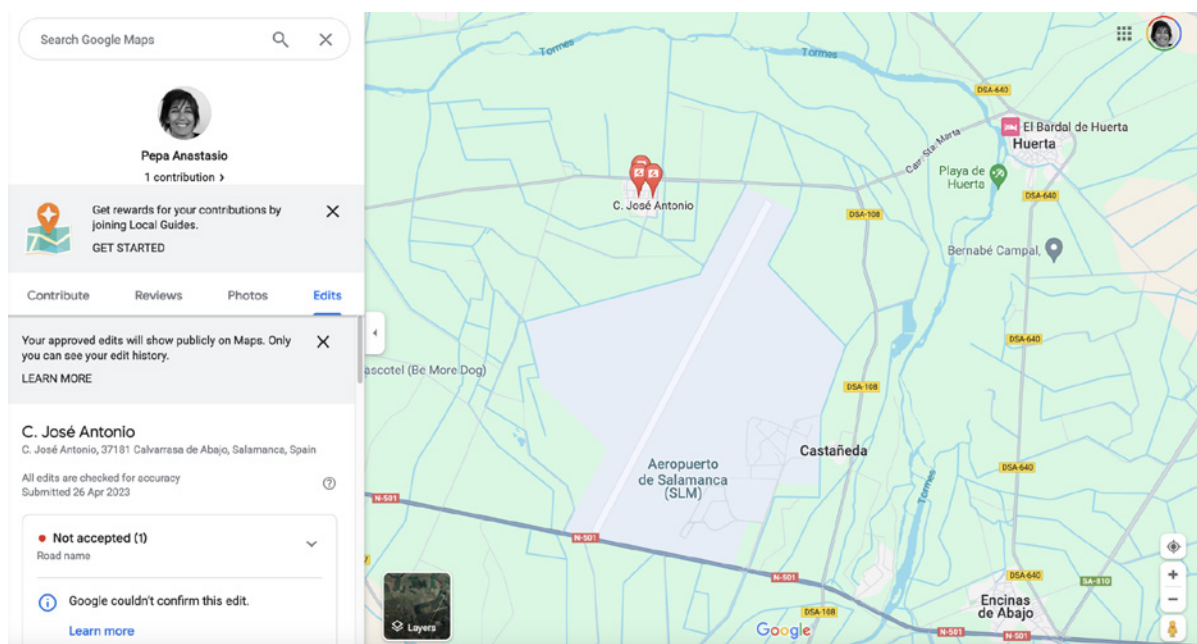 Search Google Maps
Pepa Anastasio
1 contribution
Get rewards for your contributions by
joining Local Guides.
GET STARTED
Contribute
Reviews
Photos
Edits
Your approved edits will show publicly on Maps. Only
you can see your edit history.
LEARN MORE
C. José Antonio
C. José Antonio, 37181 Calvarrasa de Abajo, Salamanca, Spain
All edits are checked for accuracy
Submitted 26 Apr 2023
Not accepted (1)
Road name
Google couldn't confirm this edit.
Learn more
Tormes
Tormes
DSA-640
El Bardal de Huerta
Huerta
Carr. Sta. Marta
Playa de
Huerta
DSA-640
C. José Antonio
DSA-108
Bernabé Campal,
DSA-640
ascotel (Be More Dog)
DSA-108
Castañeda
Aeropuerto
de Salamanca
(SLM)
Tormes
N-501
N-501
N-501
DSA-640
SA-810
Encinas
de Abajo
DSA-108
N-501
N-501
Layers
Google